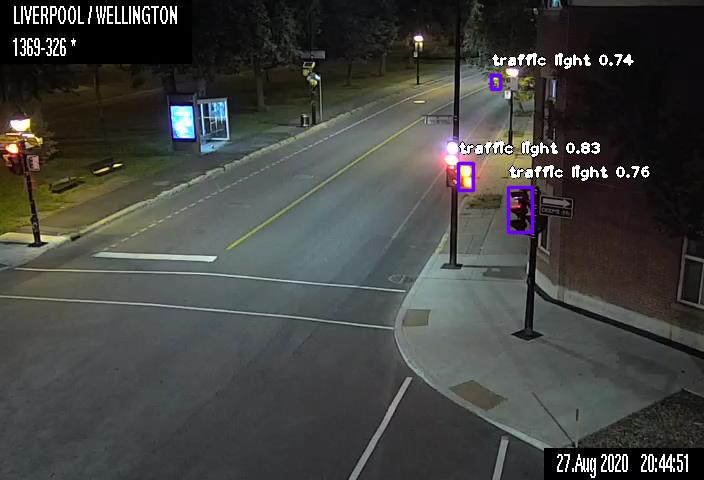 LIVERPOOL / WELLINGTON
1369-326 *
traffic light 0.74
traffic light 0.83
traffic light 0.76
27.Aug 2020 20:44:51